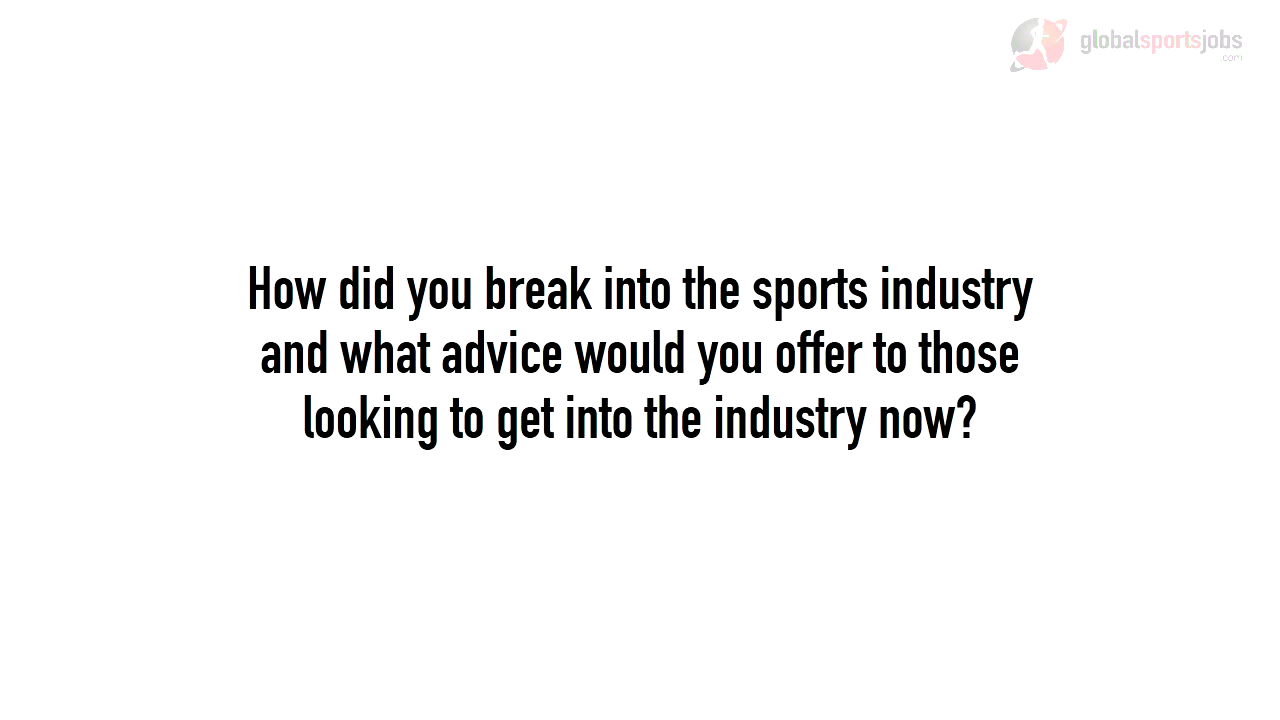 globalsportsjobs
.com
How did you break into the sports industry
and what advice would you offer to those
looking to get into the industry now?